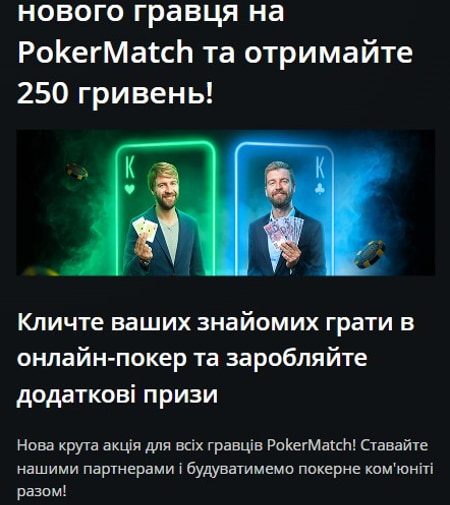 нового гравця на
PokerMatch та отримайте
250 гривень!
K
K
Кличте ваших знайомих грати в
онлайн-покер та заробляйте
додаткові призи
Нова крута акція для всіх гравців PokerMatch! Ставайте
нашими партнерами і будуватимемо покерне ком'юніті
разом!